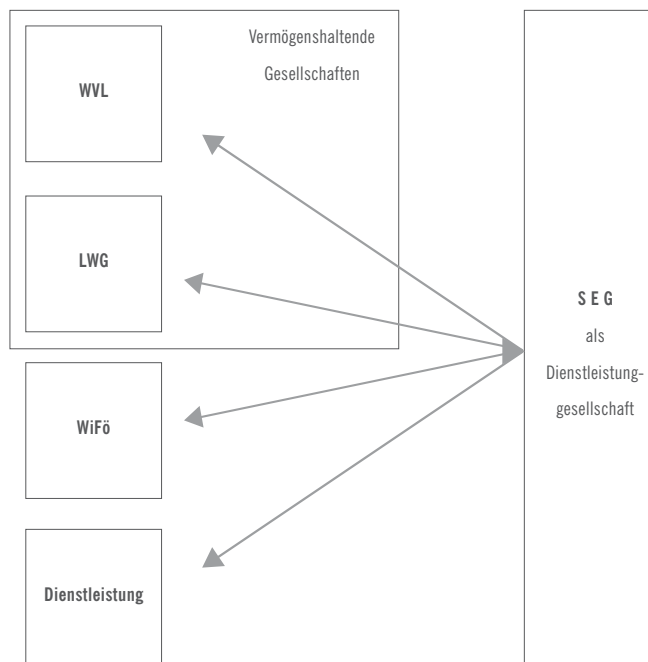 Vermögenshaltende
Gesellschaften
WVL
LWG
WiFö
Dienstleistung
S E G
als
Dienstleistung-
gesellschaft